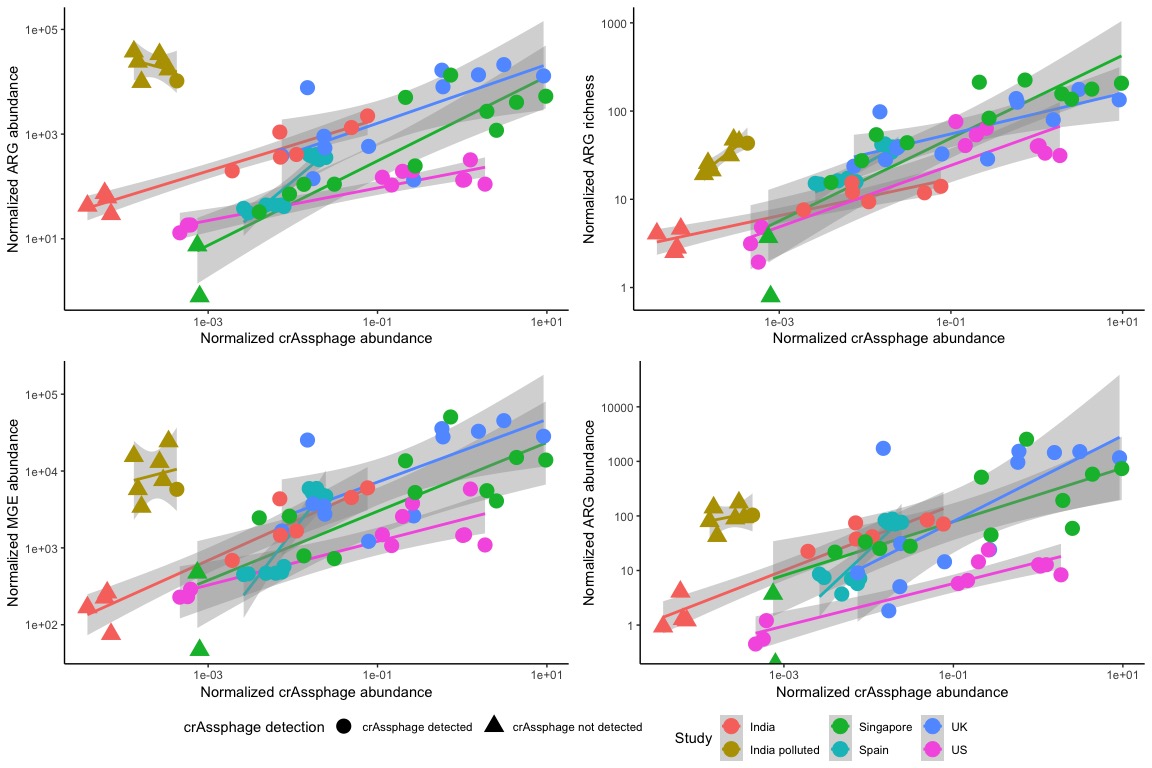 1e+05
1e+03
1e+01
Normalized ARG abundance
1e-03
1e-01
1e+01
Normalized crAssphage abundance
1000
100
10
1
Normalized ARG richness
1e-03
1e-01
1e+01
Normalized crAssphage abundance
1e+05
1e+04
1e+03
1e+02
Normalized MGE abundance
1e-03
1e-01
1e+01
Normalized crAssphage abundance
10000
1000
100
10
1
Normalized ARG abundance
1e-03
1e-01
1e+01
Normalized crAssphage abundance
crAssphage detection
crAssphage detected
crAssphage not detected
Study
India
Singapore
UK
India polluted
Spain
US